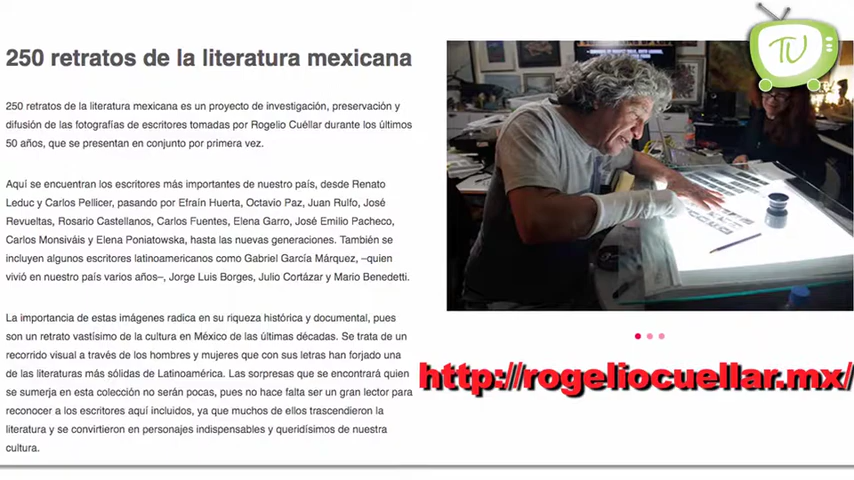 250 retratos de la literatura mexicana
250 retratos de la literatura mexicana es un proyecto de investigación, preservación y
difusión de las fotografías de escritores tomadas por Rogelio Cuéllar durante los últimos
50 años, que se presentan en conjunto por primera vez.
Aquí se encuentran los escritores más importantes de nuestro país, desde Renato
Leduc y Carlos Pellicer, pasando por Efraín Huerta, Octavio Paz, Juan Rulfo, José
Revueltas, Rosario Castellanos, Carlos Fuentes, Elena Garro, José Emilio Pacheco,
Carlos Monsiváis y Elena Poniatowska, hasta las nuevas generaciones. También se
incluyen algunos escritores latinoamericanos como Gabriel García Márquez, –quien
vivió en nuestro país varios años–, Jorge Luis Borges, Julio Cortázar y Mario Benedetti.
La importancia de estas imágenes radica en su riqueza histórica y documental, pues
son un retrato vastísimo de la cultura en México de las últimas décadas. Se trata de un
recorrido visual a través de los hombres y mujeres que con sus letras han forjado una
de las literaturas más sólidas de Latinoamérica. Las sorpresas que se encontrará quien
se sumerja en esta colección no serán pocas, pues no hace falta ser un gran lector para
reconocer a los escritores aquí incluidos, ya que muchos de ellos trascendieron la
literatura y se convirtieron en personajes indispensables y queridísimos de nuestra
cultura.
TV
http://rogeliocuellar.mx/